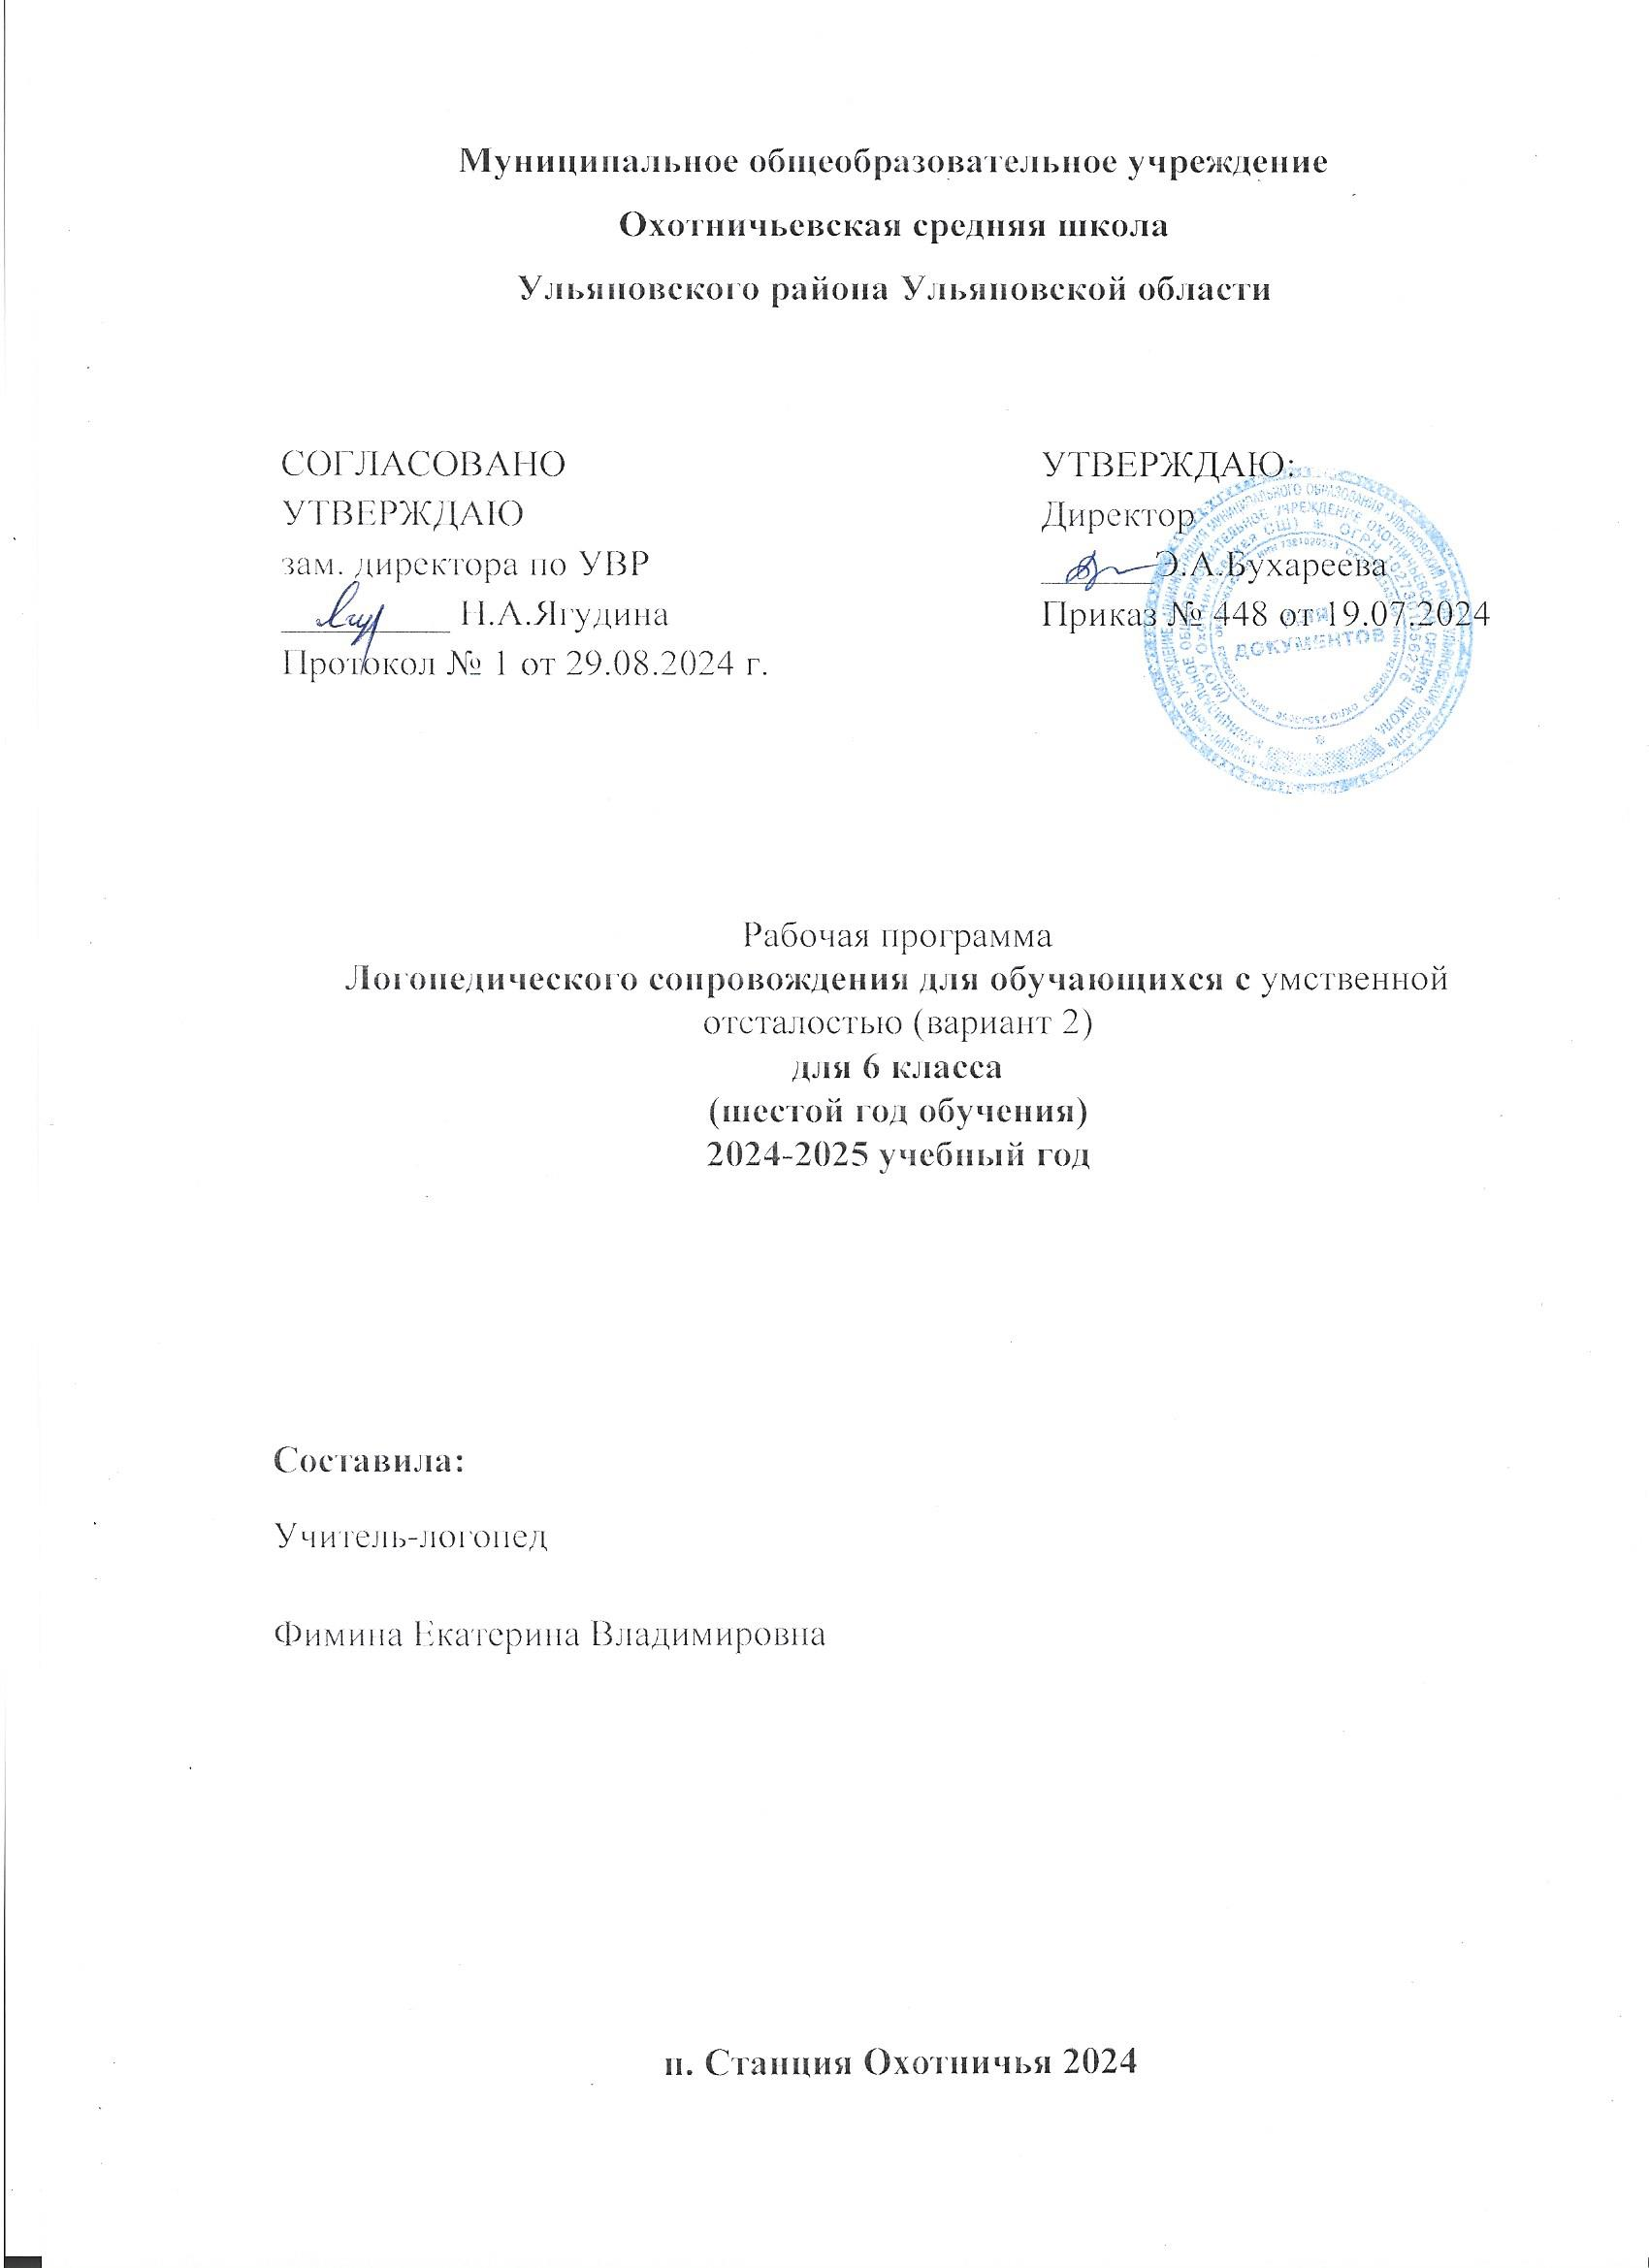 Муниципальное общеобразовательное учреждение
Охотничьевская средняя школа
Ульяновского района Ульяновской области
СОГЛАСОВАНО
УТВЕРЖДАЮ
зам. директора по УВР
Н.А.Ягудина
Протокол № 1 от 29.08.2024 г.
УТВЕРЖДАЮ:
Директор
Э.А.Бухареева
Приказ № 448 от 19.07.2024
ДОКУМЕНТОВ
Рабочая программа
Логопедического сопровождения для обучающихся с умственной
отсталостью (вариант 2)
для 6 класса
(шестой год обучения)
2024-2025 учебный год
Составила:
Учитель-логопед
Фимина Екатерина Владимировна
п. Станция Охотничья 2024